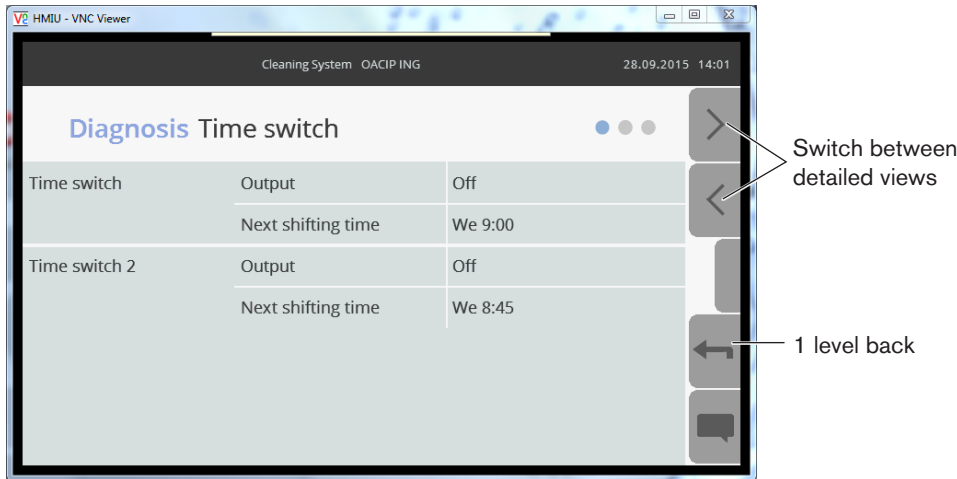 HMIU - VNC Viewer
Cleaning System OACIP ING 28.09.2015 14:01
Diagnosis Time switch
Switch between
detailed views
Time switch Output Off
Next shifting time We 9:00
Time switch 2 Output Off
Next shifting time We 8:45
1 level back